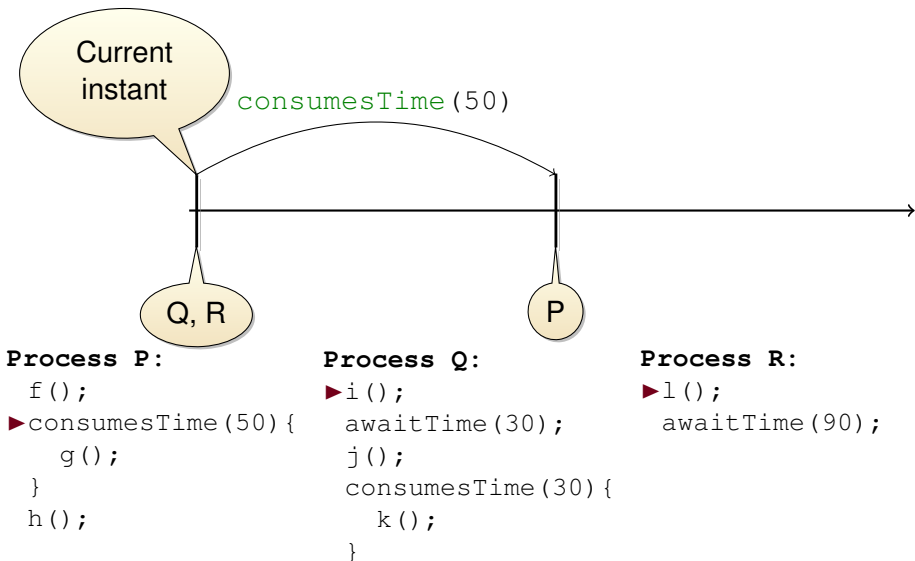 Current
instant
consumesTime(50)
Q, R
P
Process P:
f();
►consumesTime(50){
g();
}
h();
Process Q:
►i();
awaitTime(30);
j();
consumesTime(30){
k();
}
Process R:
►l();
awaitTime(90);